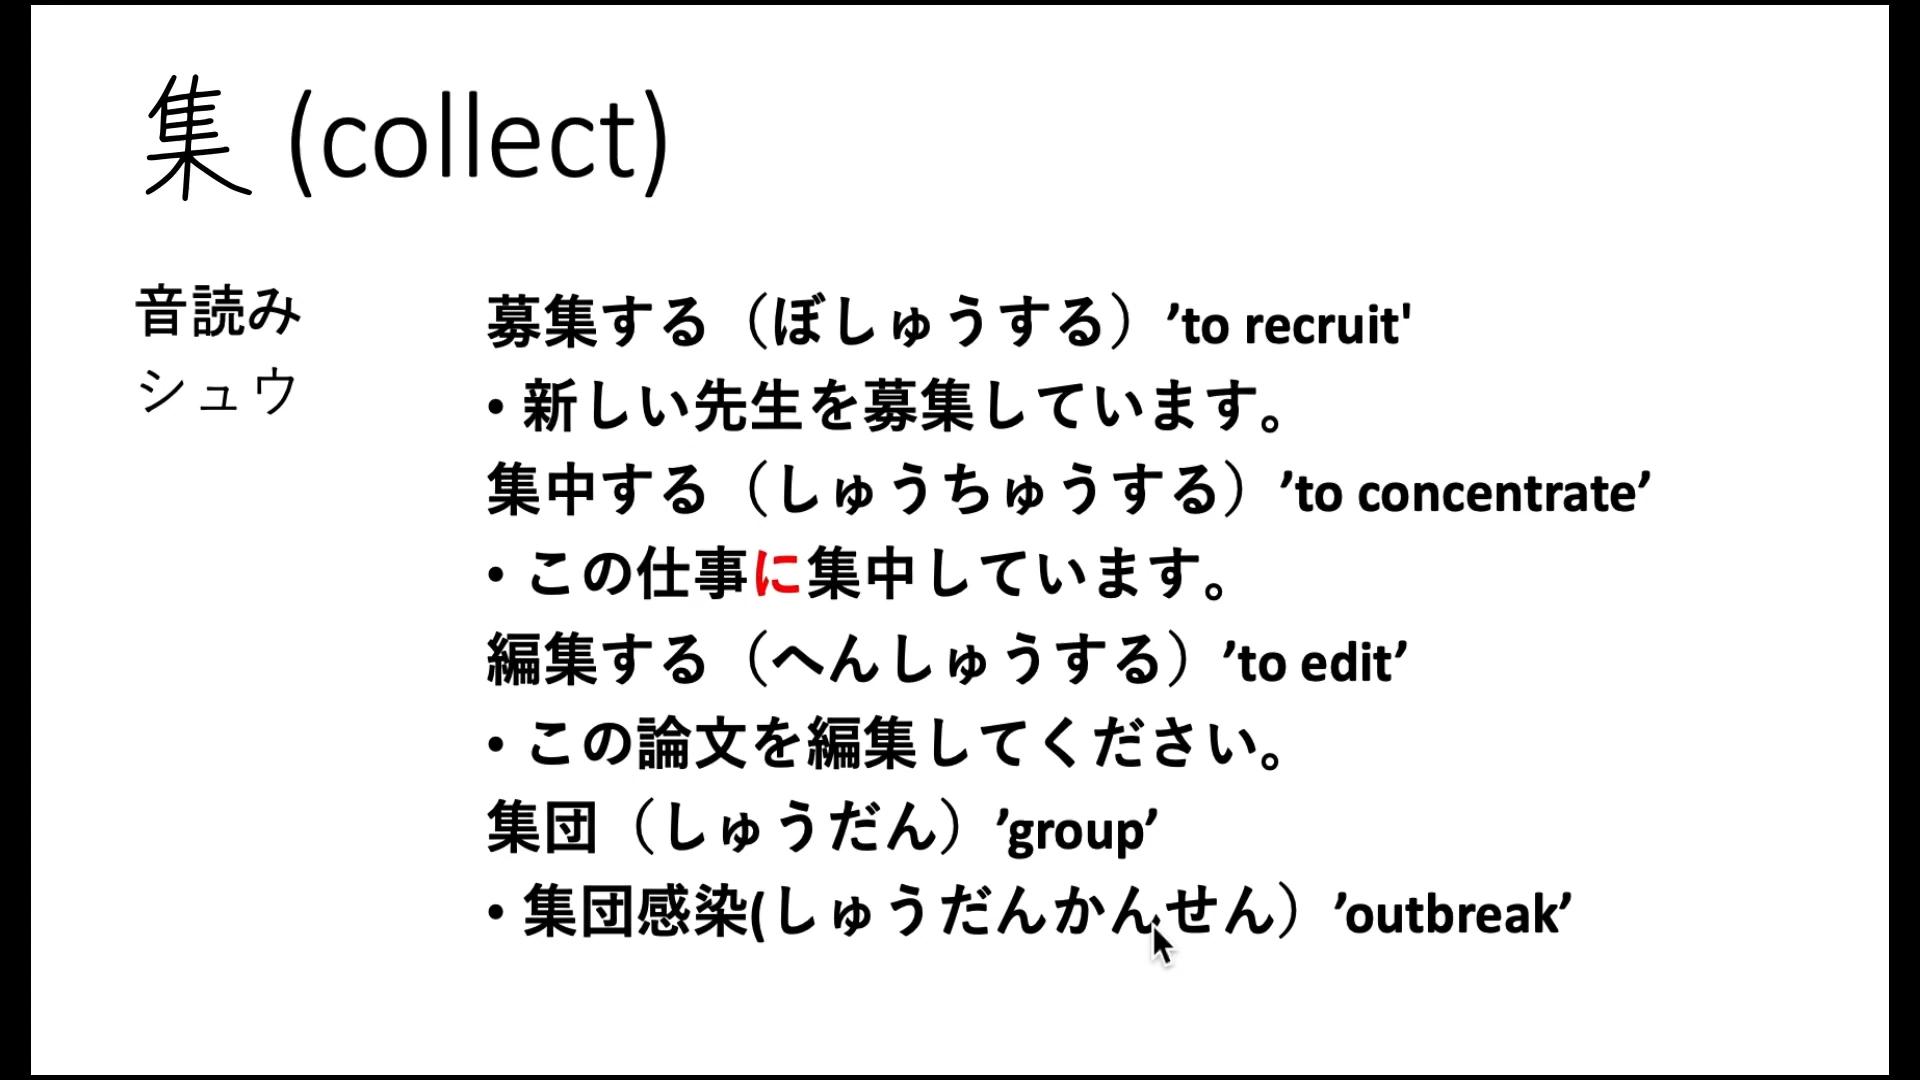 集 (collect)
音読み
シュウ
募集する（ぼしゅうする）’to recruit'
• 新しい先生を募集しています。
集中する（しゅうちゅうする）’to concentrate’
• この仕事に集中しています。
編集する（へんしゅうする）’to edit’
• この論文を編集してください。
集団（しゅうだん）’group’
• 集団感染(しゅうだんかんせん）’outbreak’